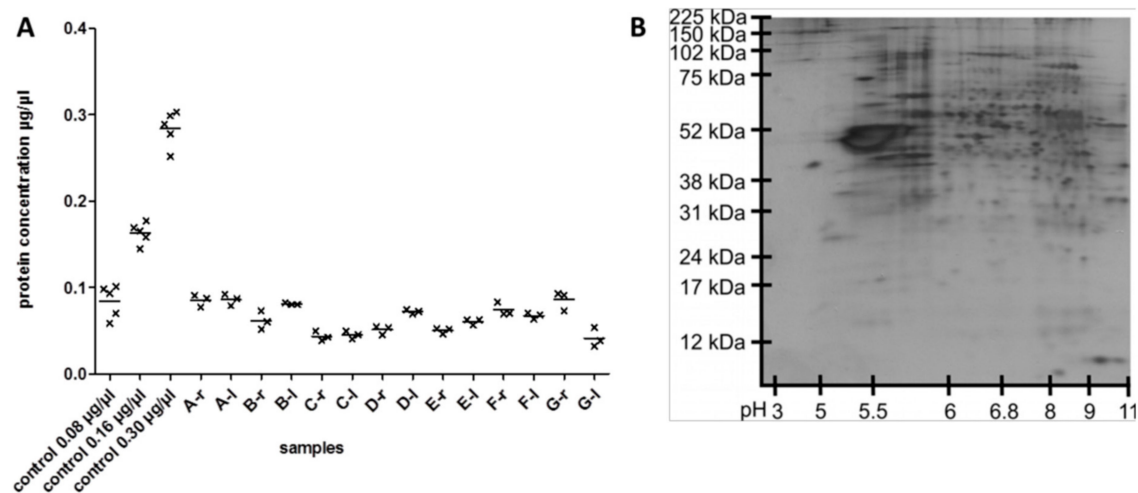 A
protein concentration µg/µl
0.4
0.3
0.2
0.1
0.0
control 0.08 µg/µl
control 0.16 µg/µl
control 0.30 µg/µl
A-r
A-l
B-r
B-l
C-r
C-l
D-r
D-l
E-r
E-l
F-r
F-l
G-r
G-l
samples
B
225 kDa
150 kDa
102 kDa
75 kDa
52 kDa
38 kDa
31 kDa
24 kDa
17 kDa
12 kDa
pH 3 5 5.5 6 6.8 8 9 11